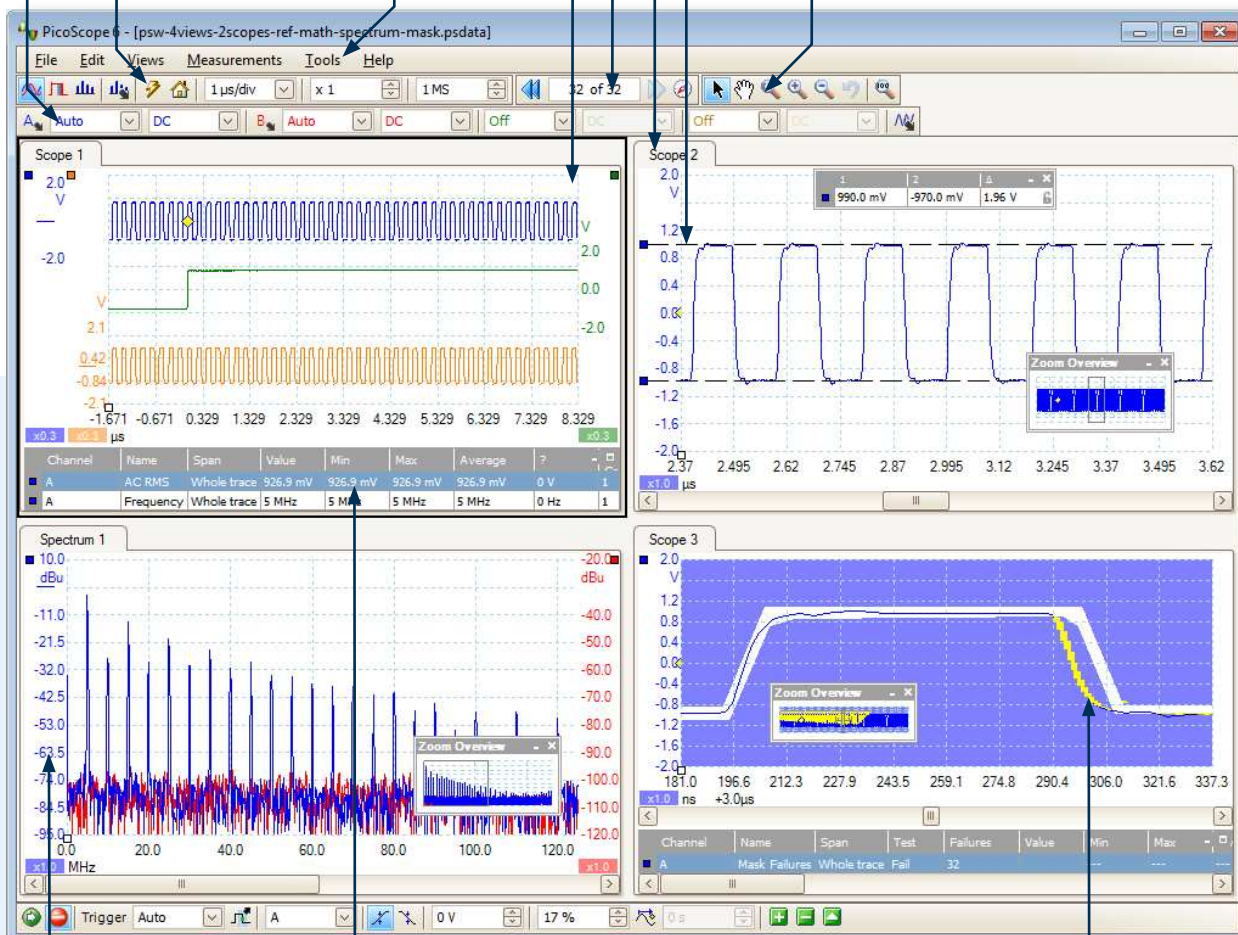 PicoScope 6 - [psw-4views-2scopes-ref-math-spectrum-mask.psdata]
File Edit Views Measurements Tools Help
1 µs/div x 1 1 MS 32 of 32
A Auto DC B Auto DC Off DC Off DC
Scope 1
2.0
V
-2.0
V
2.0
0.0
-2.0
V
2.1
0.42
-0.84
-2.1
-1.671 -0.671 0.329 1.329 2.329 3.329 4.329 5.329 6.329 7.329 8.329
x0.3 x0.3 µs x0.3
Channel Name Span Value Min Max Average ?
A AC RMS Whole trace 926.9 mV 926.9 mV 926.9 mV 926.9 mV 0 V 1
A Frequency Whole trace 5 MHz 5 MHz 5 MHz 5 MHz 0 Hz 1
Scope 2
2.0
V
1 2 Δ
990.0 mV -970.0 mV 1.96 V
1.2
0.8
0.4
0.0
-0.4
-0.8
-1.2
-1.6
-2.0
Zoom Overview
2.37 2.495 2.62 2.745 2.87 2.995 3.12 3.245 3.37 3.495 3.62
x1.0 µs
Spectrum 1
10.0
dBu
-11.0
-21.5
-32.0
-42.5
-53.0
-63.5
-74.0
-84.5
-95.0
-20.0
dBu
-40.0
-50.0
-60.0
-70.0
-80.0
-90.0
-100.0
-110.0
-120.0
Zoom Overview
0.0 20.0 40.0 60.0 80.0 100.0 120.0
x1.0 MHz x1.0
Scope 3
2.0
V
1.2
0.8
0.4
0.0
-0.4
-0.8
-1.2
-1.6
-2.0
Zoom Overview
181.0 196.6 212.3 227.9 243.5 259.1 274.8 290.4 306.0 321.6 337.3
x1.0 ns +3.0µs
Channel Name Span Test Failures Value Min Max
A Mask Failures Whole trace Fail 32 --- --- ---
Trigger Auto A 0 V 17 % 0 s